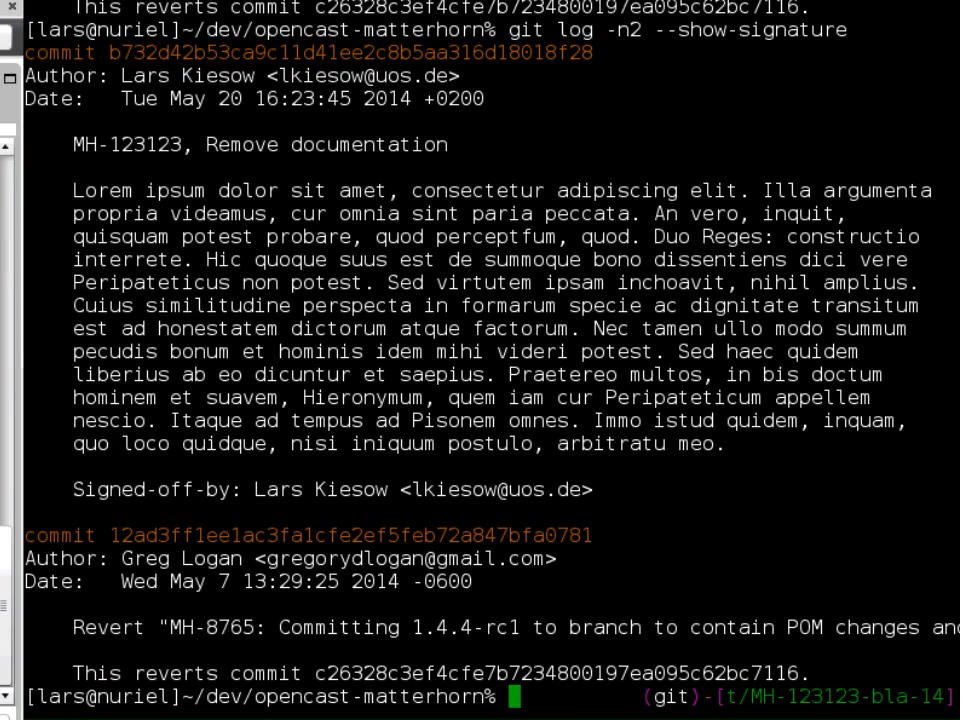 This reverts commit c26328c3ef4cfe7b7234800197ea095c62bc7116.
[lars@nuriel]~/dev/opencast-matterhorn% git log -n2 --show-signature
commit b732d42b53ca9c11d41ee2c8b5aa316d18018f28
Author: Lars Kiesow <lkiesow@uos.de>
Date:   Tue May 20 16:23:45 2014 +0200
MH-123123, Remove documentation
Lorem ipsum dolor sit amet, consectetur adipiscing elit. Illa argumenta
propria videamus, cur omnia sint paria peccata. An vero, inquit,
quisquam potest probare, quod perceptfum, quod. Duo Reges: constructio
interrete. Hic quoque suus est de summoque bono dissentiens dici vere
Peripateticus non potest. Sed virtutem ipsam inchoavit, nihil amplius.
Cuius similitudine perspecta in formarum specie ac dignitate transitum
est ad honestatem dictorum atque factorum. Nec tamen ullo modo summum
pecudis bonum et hominis idem mihi videri potest. Sed haec quidem
liberius ab eo dicuntur et saepius. Praetereo multos, in bis doctum
hominem et suavem, Hieronymum, quem iam cur Peripateticum appellem
nescio. Itaque ad tempus ad Pisonem omnes. Immo istud quidem, inquam,
quo loco quidque, nisi iniquum postulo, arbitratu meo.
Signed-off-by: Lars Kiesow <lkiesow@uos.de>
commit 12ad3ff1ee1ac3fa1cfe2ef5feb72a847bfa0781
Author: Greg Logan <gregorydlogan@gmail.com>
Date:   Wed May 7 13:29:25 2014 -0600
Revert "MH-8765: Committing 1.4.4-rc1 to branch to contain POM changes and
This reverts commit c26328c3ef4cfe7b7234800197ea095c62bc7116.
[lars@nuriel]~/dev/opencast-matterhorn% (git)-[t/MH-123123-bla-14]